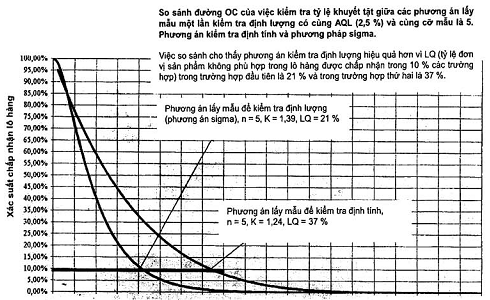 So sánh đường OC của việc kiểm tra tỷ lệ khuyết tật giữa các phương án lấy
mẫu một lần kiểm tra định lượng có cùng AQL (2,5 %) và cùng cỡ mẫu là 5.
Phương án kiểm tra định tính và phương pháp sigma.
Việc so sánh cho thấy phương án kiểm tra định lượng hiệu quả hơn vì LQ (tỷ lệ đơn
vị sản phẩm không phù hợp trong lô hàng được chấp nhận trong 10 % các trường
hợp) trong trường hợp đầu tiên là 21 % và trong trường hợp thứ hai là 37 %.
Phương án lấy mẫu để kiểm tra định lượng
(phương án sigma), n = 5, K = 1,39, LQ = 21 %
Phương án lấy mẫu để kiểm tra định tính,
n = 5, K = 1,24, LQ = 37 %
Xác suất chấp nhận lô hàng
100,00%
95,00%
90,00%
85,00%
80,00%
75,00%
70,00%
65,00%
60,00%
55,00%
50,00%
45,00%
40,00%
35,00%
30,00%
25,00%
20,00%
15,00%
10,00%
5,00%
0,00%